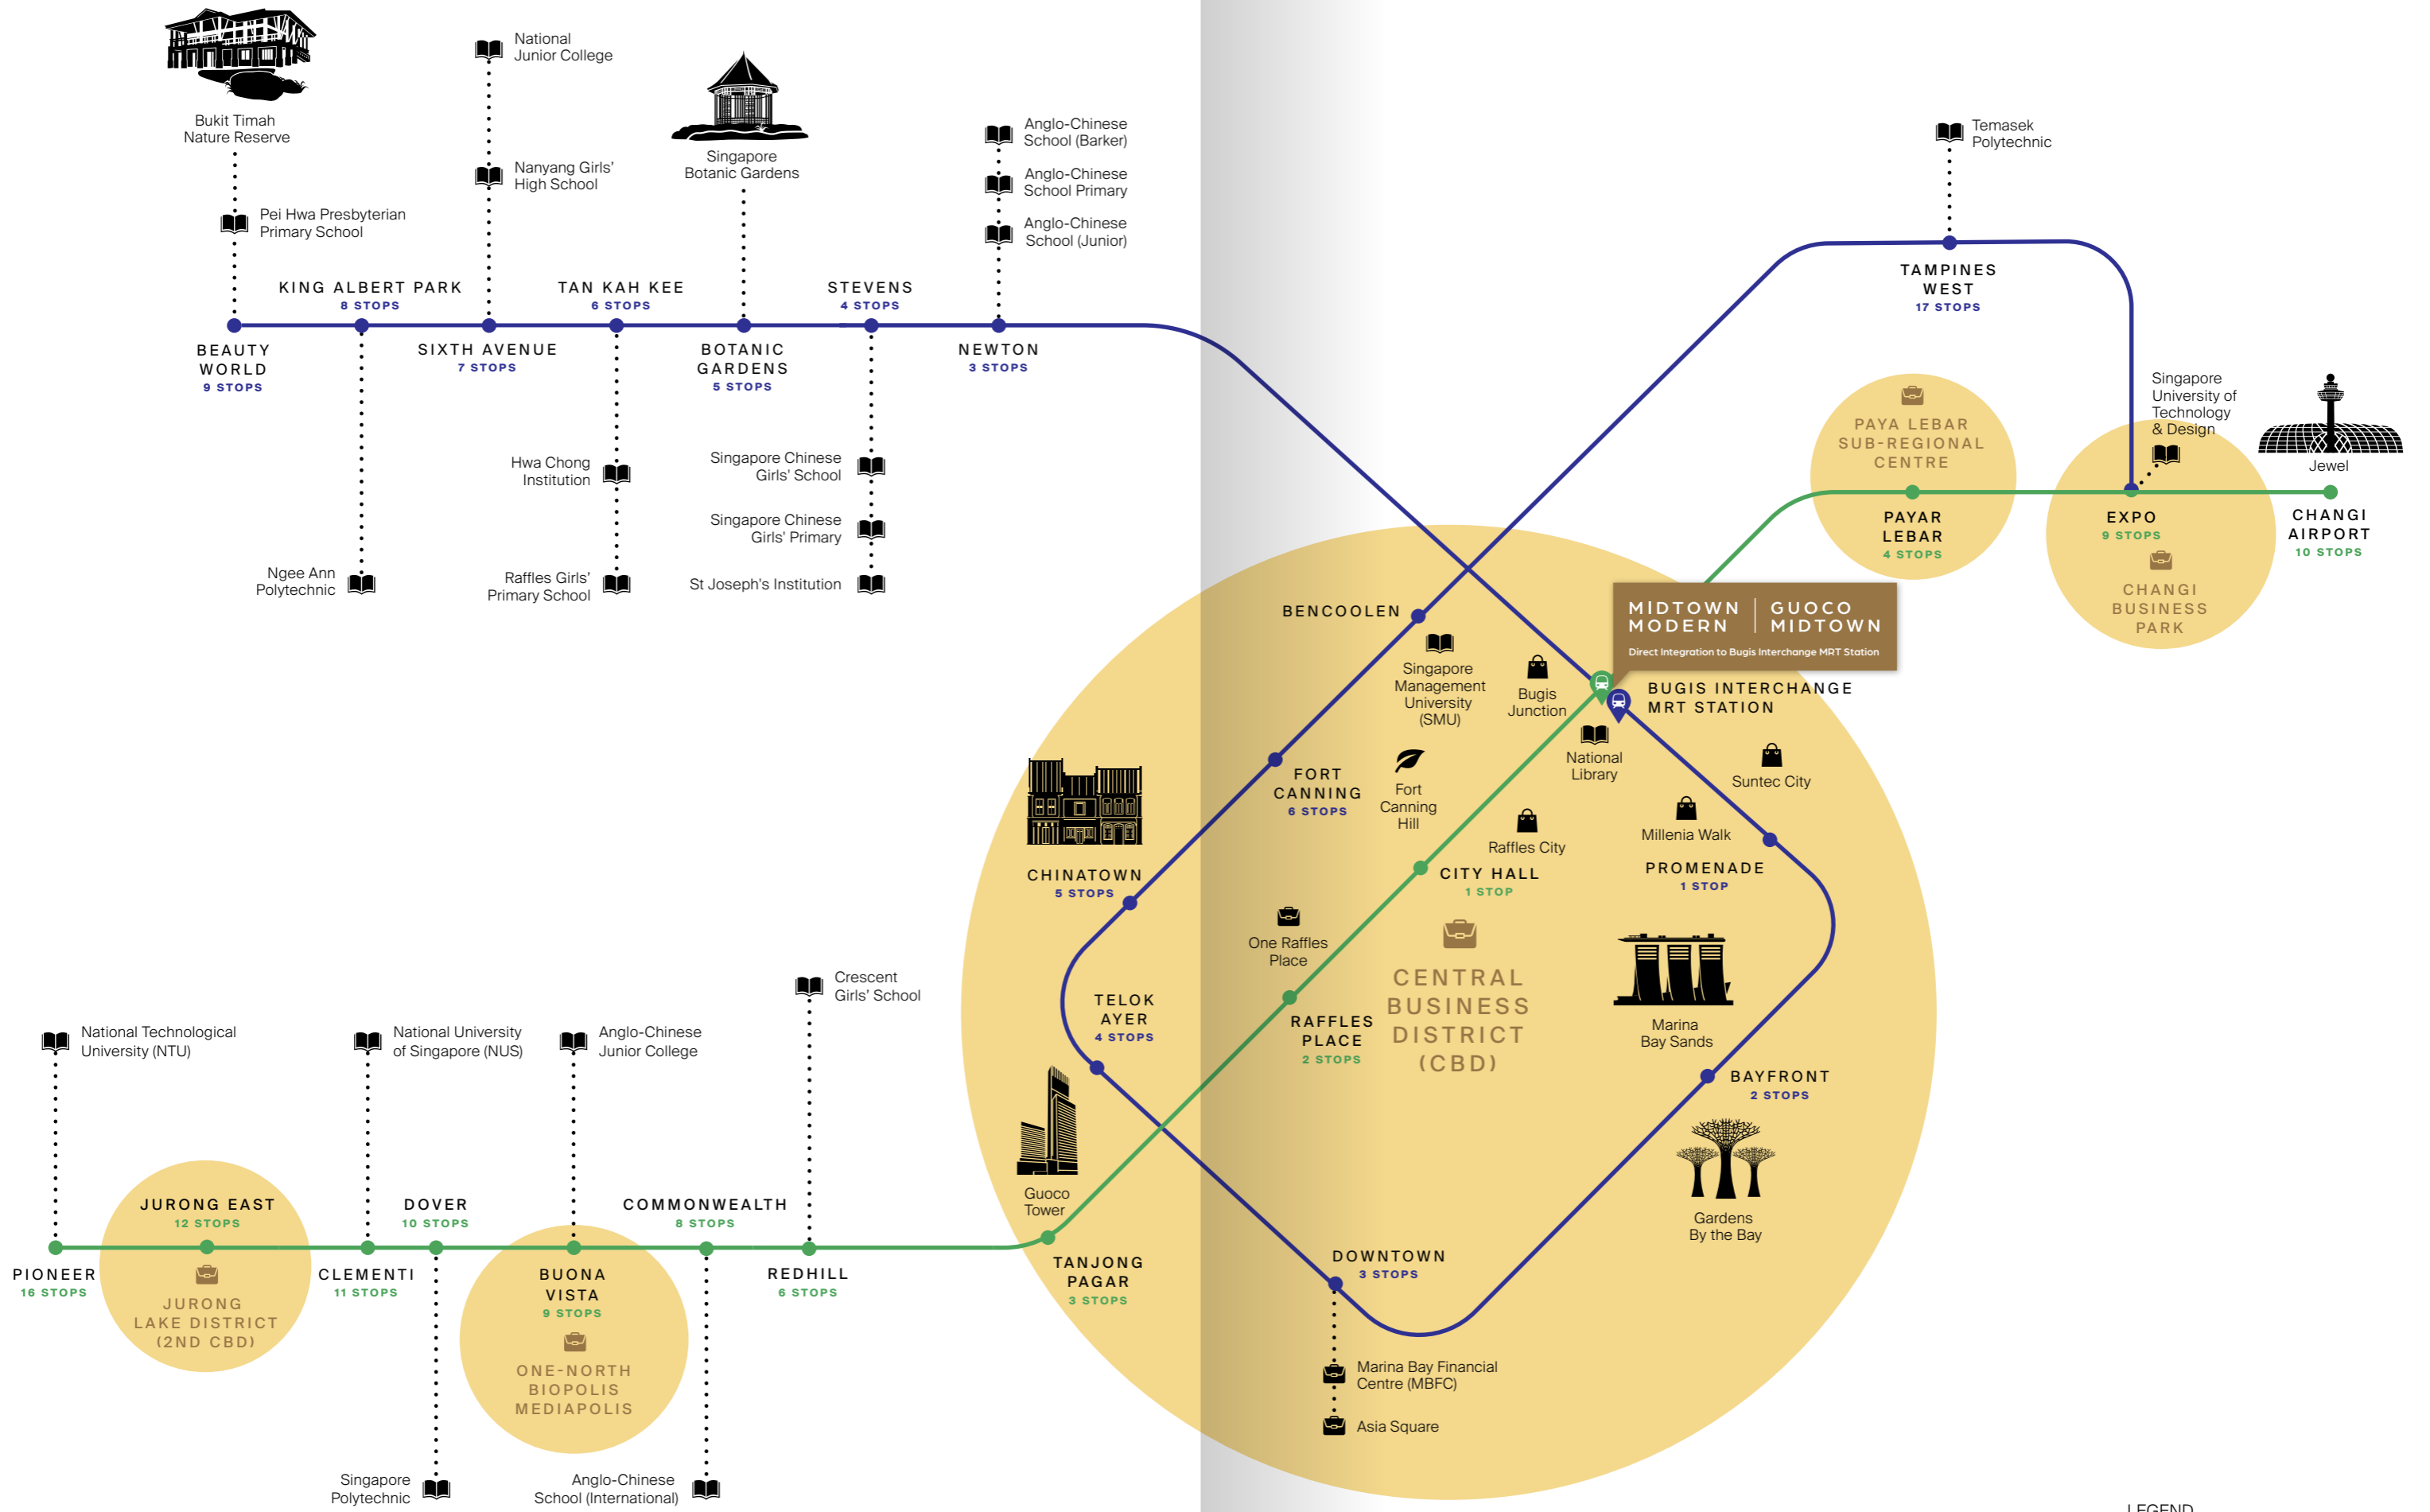 Bukit Timah
Nature Reserve
Pei Hwa Presbyterian
Primary School
National
Junior College
Nanyang Girls'
High School
Singapore
Botanic Gardens
Anglo-Chinese
School (Barker)
Anglo-Chinese
School Primary
Anglo-Chinese
School (Junior)
KING ALBERT PARK
8 STOPS
TAN KAH KEE
6 STOPS
STEVENS
4 STOPS
BEAUTY
WORLD
9 STOPS
SIXTH AVENUE
7 STOPS
BOTANIC
GARDENS
5 STOPS
NEWTON
3 STOPS
Ngee Ann
Polytechnic
Hwa Chong
Institution
Raffles Girls'
Primary School
Singapore Chinese
Girls' School
Singapore Chinese
Girls' Primary
St Joseph's Institution
Temasek
Polytechnic
TAMPINES
WEST
17 STOPS
PAYA LEBAR
SUB-REGIONAL
CENTRE
PAYAR
LEBAR
4 STOPS
Singapore
University of
Technology
& Design
EXPO
9 STOPS
CHANGI
BUSINESS
PARK
Jewel
CHANGI
AIRPORT
10 STOPS
MIDTOWN
MODERN
GUOCO
MIDTOWN
Direct Integration to Bugis Interchange MRT Station
BUGIS INTERCHANGE
MRT STATION
BENCOOLEN
Singapore
Management
University
(SMU)
Bugis
Junction
National
Library
Suntec City
FORT
CANNING
6 STOPS
Fort
Canning
Hill
Raffles City
Millenia Walk
PROMENADE
1 STOP
CITY HALL
1 STOP
CHINATOWN
5 STOPS
One Raffles
Place
CENTRAL
BUSINESS
DISTRICT
(CBD)
TELOK
AYER
4 STOPS
RAFFLES
PLACE
2 STOPS
Marina
Bay Sands
BAYFRONT
2 STOPS
Gardens
By the Bay
Guoco
Tower
TANJONG
PAGAR
3 STOPS
DOWNTOWN
3 STOPS
Marina Bay Financial
Centre (MBFC)
Asia Square
National Technological
University (NTU)
National University
of Singapore (NUS)
Anglo-Chinese
Junior College
Crescent
Girls' School
JURONG EAST
12 STOPS
DOVER
10 STOPS
COMMONWEALTH
8 STOPS
PIONEER
16 STOPS
JURONG
LAKE DISTRICT
(2ND CBD)
CLEMENTI
11 STOPS
BUONA
VISTA
9 STOPS
ONE-NORTH
BIOPOLIS
MEDIAPOLIS
REDHILL
6 STOPS
Singapore
Polytechnic
Anglo-Chinese
School (International)
LEGEND